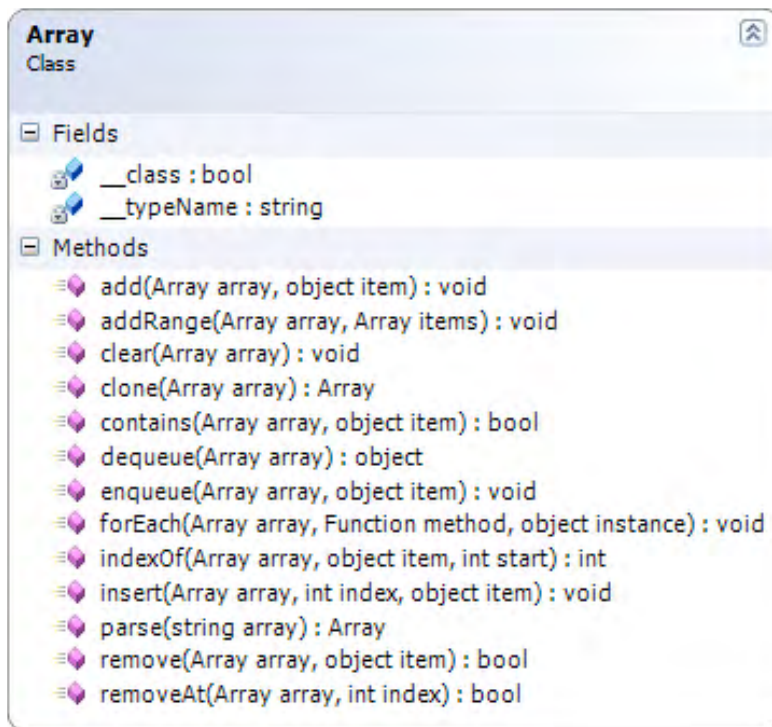 Array
Class
Fields
__class : bool
__typeName : string
Methods
add(Array array, object item) : void
addRange(Array array, Array items) : void
clear(Array array) : void
clone(Array array) : Array
contains(Array array, object item) : bool
dequeue(Array array) : object
enqueue(Array array, object item) : void
forEach(Array array, Function method, object instance) : void
indexOf(Array array, object item, int start) : int
insert(Array array, int index, object item) : void
parse(string array) : Array
remove(Array array, object item) : bool
removeAt(Array array, int index) : bool